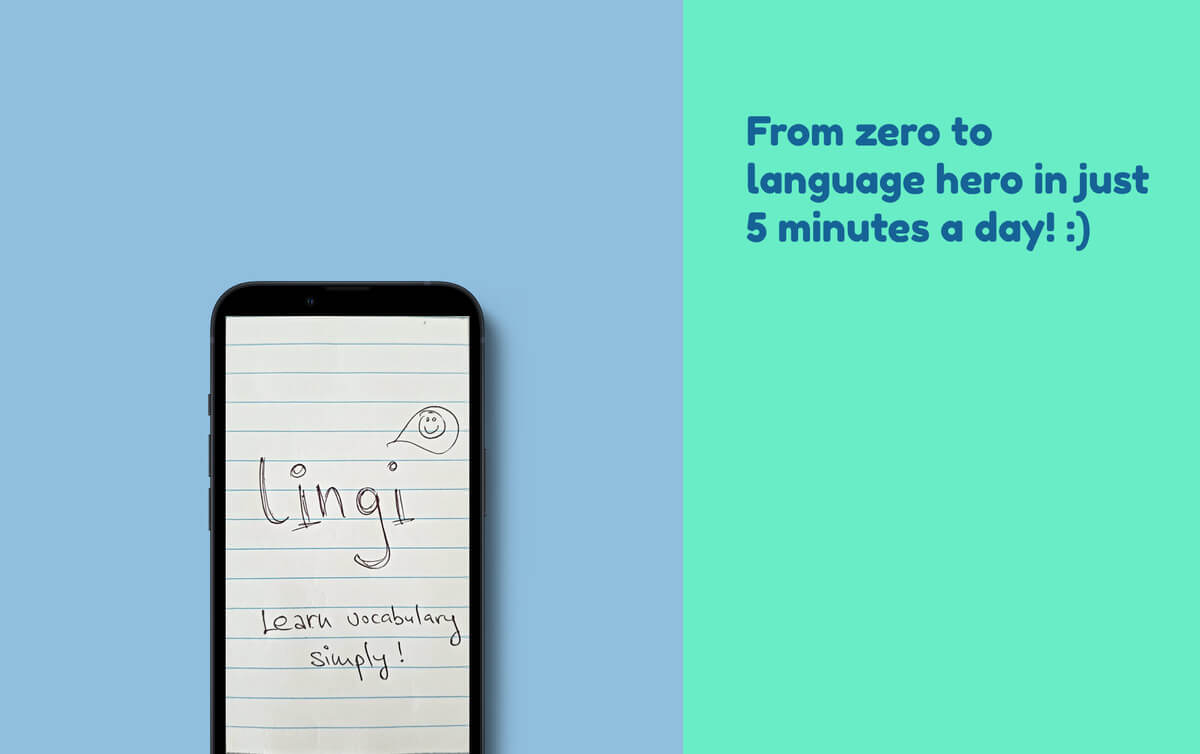 lingi
Learn vocabulary
simply!
From zero to
language hero in just
5 minutes a day! :)